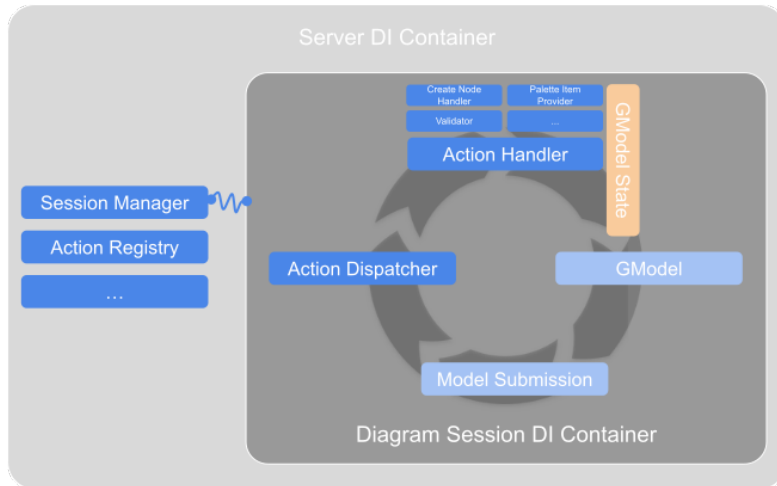 Server DI Container
Create Node
Handler
Palette Item
Provider
Validator
...
Action Handler
GModel State
Session Manager
Action Registry
...
Action Dispatcher
GModel
Model Submission
Diagram Session DI Container